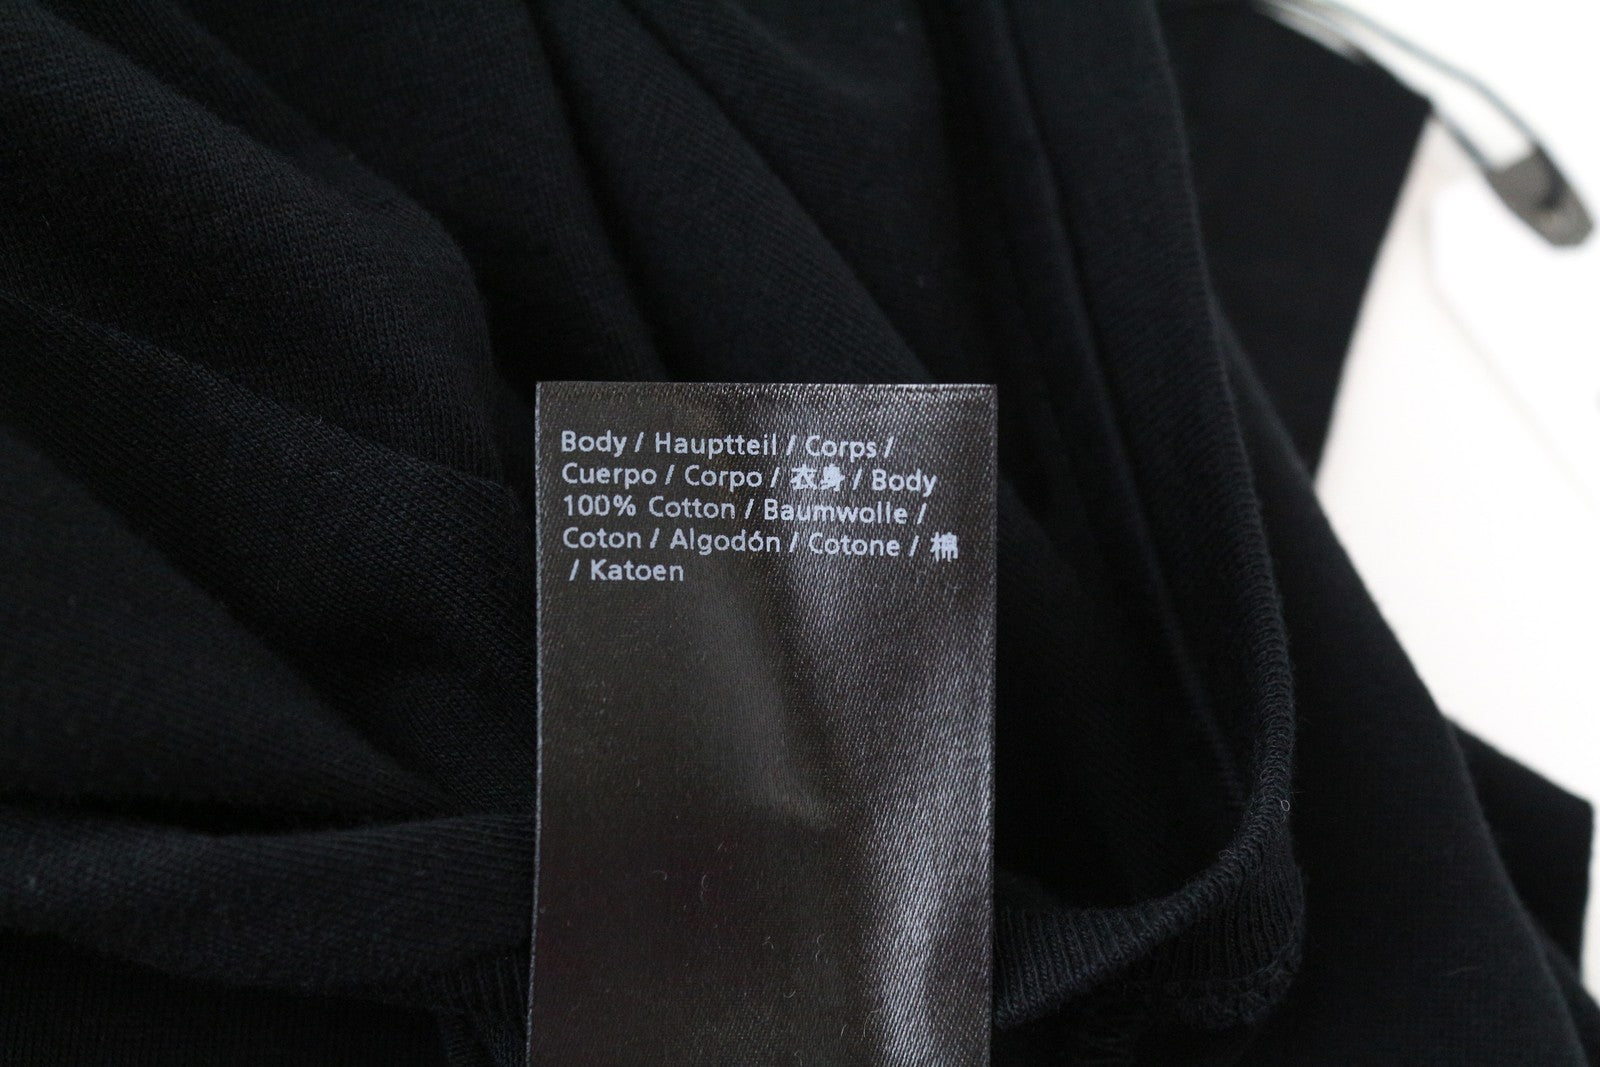 Body / Hauptteil / Corps /
Cuerpo / Corpo / 衣身 / Body
100% Cotton / Baumwolle /
Coton / Algodón / Cotone / 棉
/ Katoen